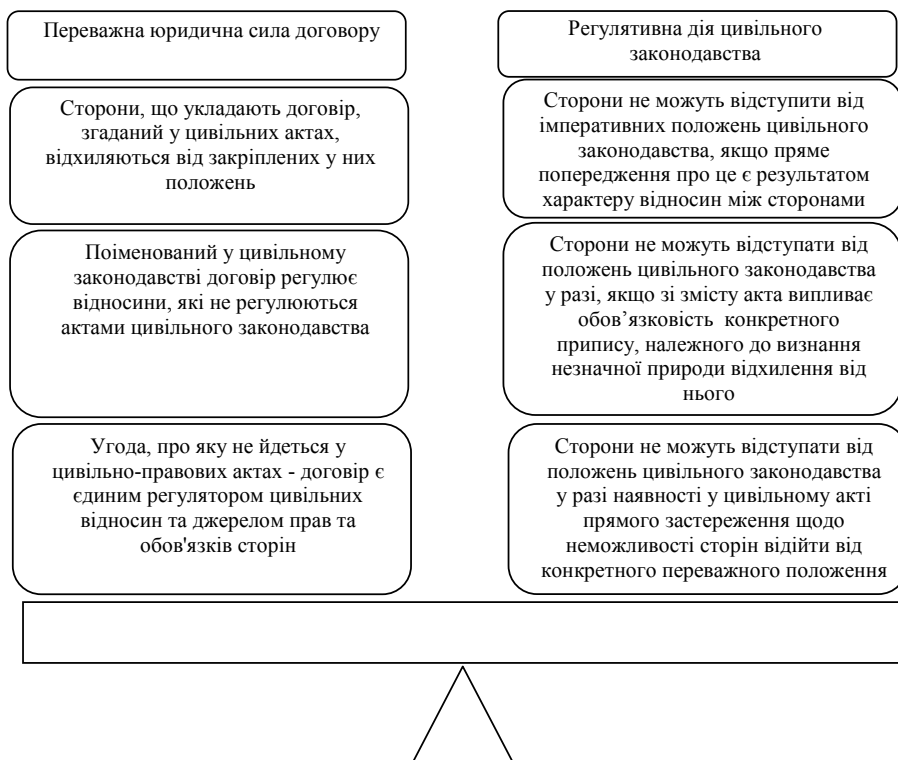 Переважна юридична сила договору
Сторони, що укладають договір,
згаданий у цивільних актах,
відхиляються від закріплених у них
положень
Поіменований у цивільному
законодавстві договір регулює
відносини, які не регулюються
актами цивільного законодавства
Угода, про яку не йдеться у
цивільно-правових актах - договір є
єдиним регулятором цивільних
відносин та джерелом прав та
обов'язків сторін
Регулятивна дія цивільного
законодавства
Сторони не можуть відступити від
імперативних положень цивільного
законодавства, якщо пряме
попередження про це є результатом
характеру відносин між сторонами
Сторони не можуть відступати від
положень цивільного законодавства
у разі, якщо зі змісту акта випливає
обов’язковість конкретного
припису, належного до визнання
незначної природи відхилення від
нього
Сторони не можуть відступати від
положень цивільного законодавства
у разі наявності у цивільному акті
прямого застереження щодо
неможливості сторін відійти від
конкретного переважного положення